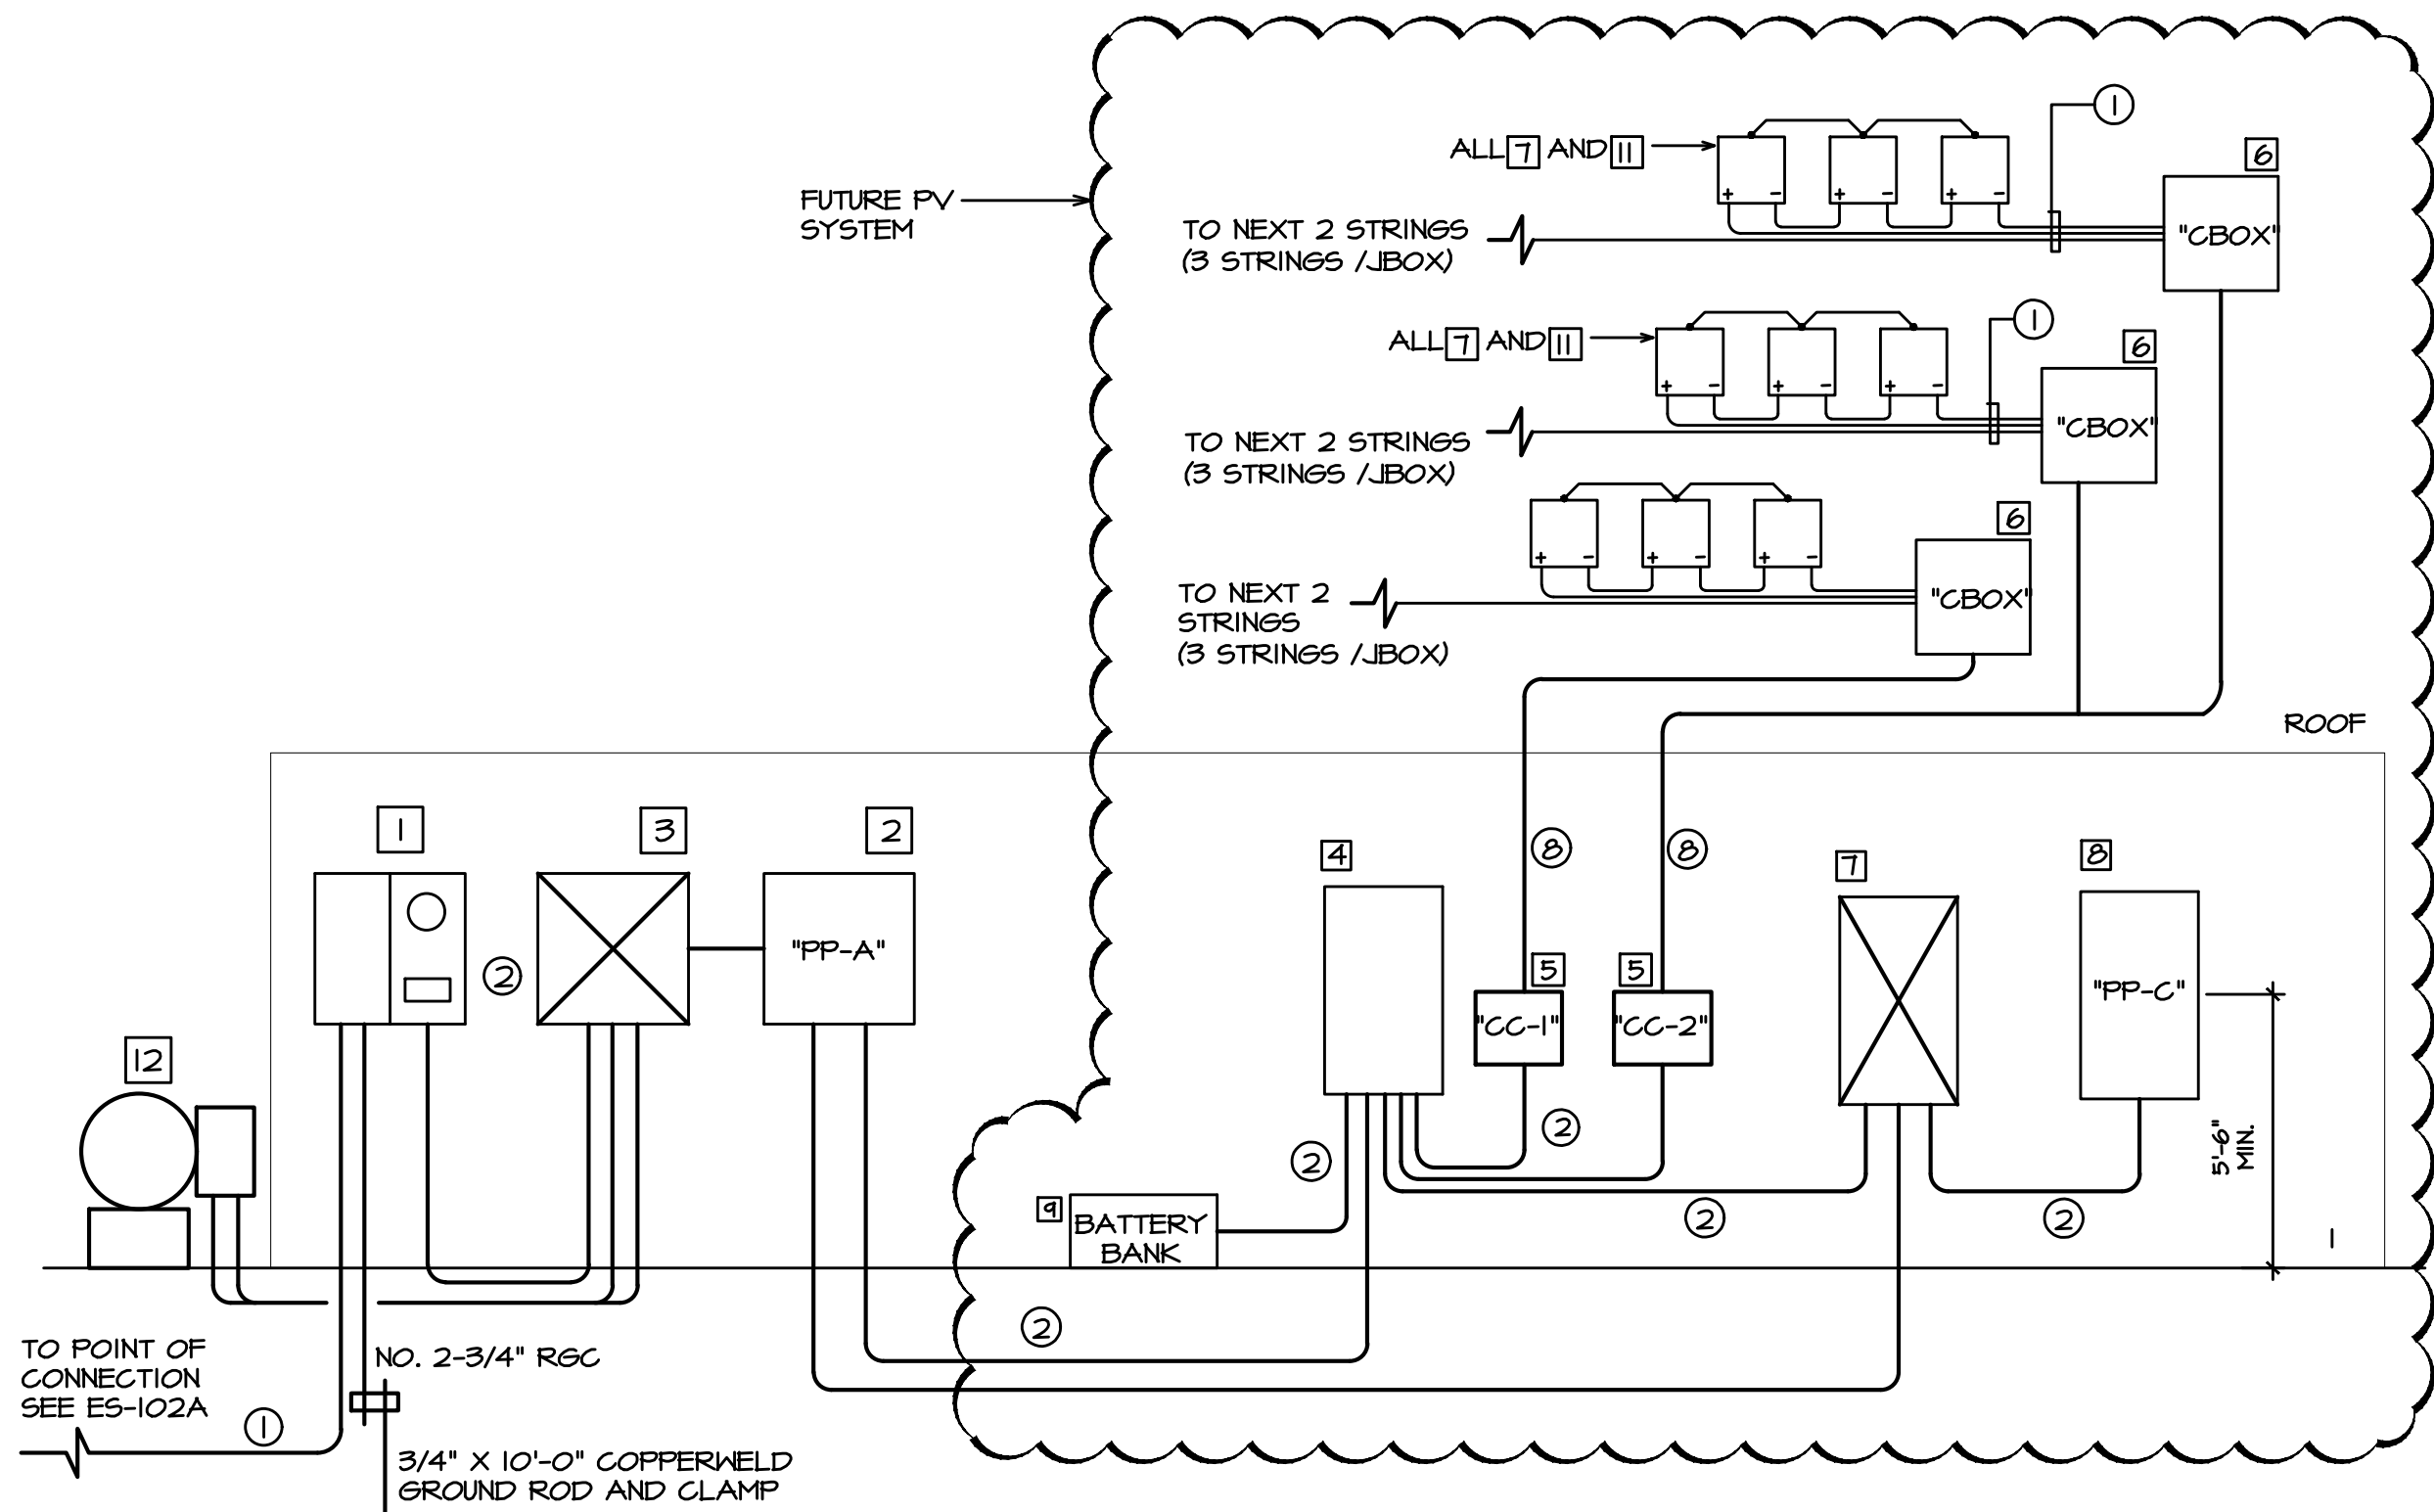 1
ALL 7 AND 11
6
FUTURE PV
SYSTEM
TO NEXT 2 STRINGS
(3 STRINGS /JBOX)
+ - + - + -
"CBOX"
1
ALL 7 AND 11
6
+ - + - + -
"CBOX"
TO NEXT 2 STRINGS
(3 STRINGS /JBOX)
6
+ - + - + -
TO NEXT 2
STRINGS
(3 STRINGS /JBOX)
"CBOX"
ROOF
1
3
2
4
8
8
7
8
"PP-A"
2
5
5
"PP-C"
"CC-1"
"CC-2"
12
2
2
5'-6"
MIN.
9
BATTERY
BANK
2
2
1
2
TO POINT OF
CONNECTION
SEE ES-102A
NO. 2-3/4" RGC
1
3/4" X 10'-0" COPPERWELD
GROUND ROD AND CLAMP